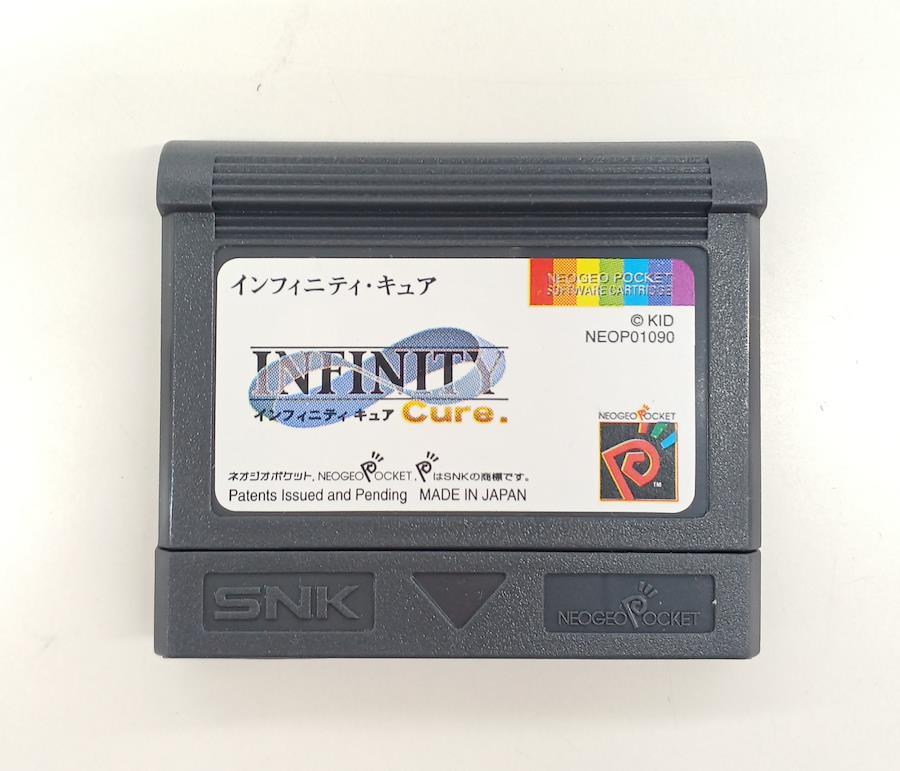 インフィニティ・キュア
NEOGEO POCKET
SOFTWARE CARTRIDGE
© KID
NEOP01090
INFINITY
インフィニティ キュア Cure.
NEOGEO POCKET
P
TM
ネオジオポケット, NEOGEO POCKET, P はSNKの商標です。
Patents Issued and Pending MADE IN JAPAN
SNK
NEOGEO POCKET